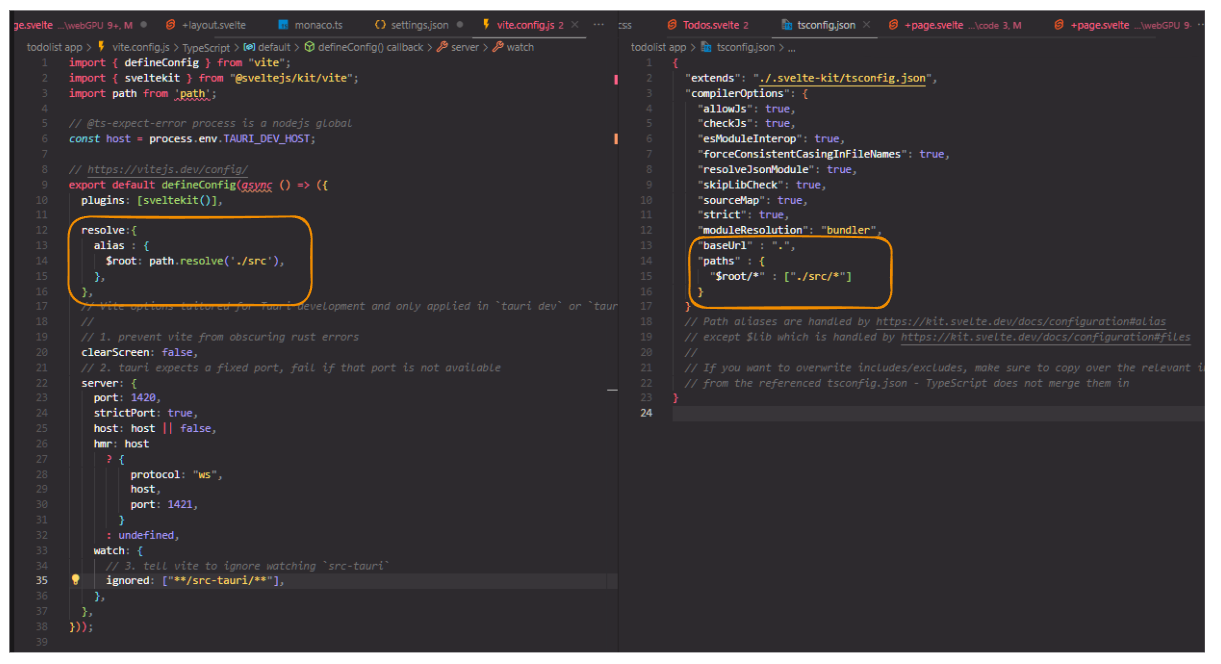 ge.svelte ...\webGPU 9+, M
+layout.svelte
monaco.ts
settings.json
vite.config.js 2
...
todolist app > vite.config.js > TypeScript > default > defineConfig() callback > server > watch
1 import { defineConfig } from "vite";
2 import { sveltekit } from "@sveltejs/kit/vite";
3 import path from 'path';
4
5 // @ts-expect-error process is a nodejs global
6 const host = process.env.TAURI_DEV_HOST;
7
8 // https://vitejs.dev/config/
9 export default defineConfig(async () => ({
10 plugins: [sveltekit()],
11
12 resolve:{
13 alias : {
14 $root: path.resolve('./src'),
15 },
16 },
17 // Vite options tailored for Tauri development and only applied in `tauri dev` or `taur
18 //
19 // 1. prevent vite from obscuring rust errors
20 clearScreen: false,
21 // 2. tauri expects a fixed port, fail if that port is not available
22 server: {
23 port: 1420,
24 strictPort: true,
25 host: host || false,
26 hmr: host
27 ? {
28 protocol: "ws",
29 host,
30 port: 1421,
31 }
32 : undefined,
33 watch: {
34 // 3. tell vite to ignore watching `src-tauri`
35 ignored: ["**/src-tauri/**"],
36 },
37 },
38 }));
39
css
Todos.svelte 2
tsconfig.json
+page.svelte ...\code 3, M
+page.svelte ...\webGPU 9
todolist app > tsconfig.json > ...
1 {
2 "extends": "./.svelte-kit/tsconfig.json",
3 "compilerOptions": {
4 "allowJs": true,
5 "checkJs": true,
6 "esModuleInterop": true,
7 "forceConsistentCasingInFileNames": true,
8 "resolveJsonModule": true,
9 "skipLibCheck": true,
10 "sourceMap": true,
11 "strict": true,
12 "moduleResolution": "bundler",
13 "baseUrl" : ".",
14 "paths" : {
15 "$root/*" : ["./src/*"]
16 }
17 }
18 // Path aliases are handled by https://kit.svelte.dev/docs/configuration#alias
19 // except $lib which is handled by https://kit.svelte.dev/docs/configuration#files
20 //
21 // If you want to overwrite includes/excludes, make sure to copy over the relevant i
22 // from the referenced tsconfig.json - TypeScript does not merge them in
23 }
24